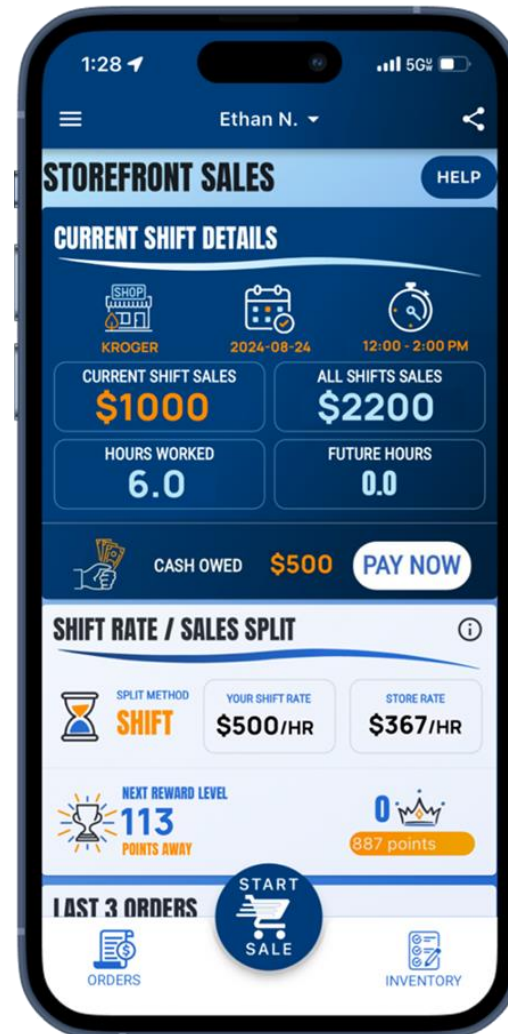 1:28
5G
Ethan N.
STOREFRONT SALES
HELP
CURRENT SHIFT DETAILS
SHOP
KROGER
2024-08-24
12:00 - 2:00 PM
CURRENT SHIFT SALES
$1000
ALL SHIFTS SALES
$2200
HOURS WORKED
6.0
FUTURE HOURS
0.0
CASH OWED
$500
PAY NOW
SHIFT RATE / SALES SPLIT
SPLIT METHOD
SHIFT
YOUR SHIFT RATE
$500/HR
STORE RATE
$367/HR
NEXT REWARD LEVEL
113
POINTS AWAY
0
887 points
LAST 3 ORDERS
START
SALE
ORDERS
INVENTORY